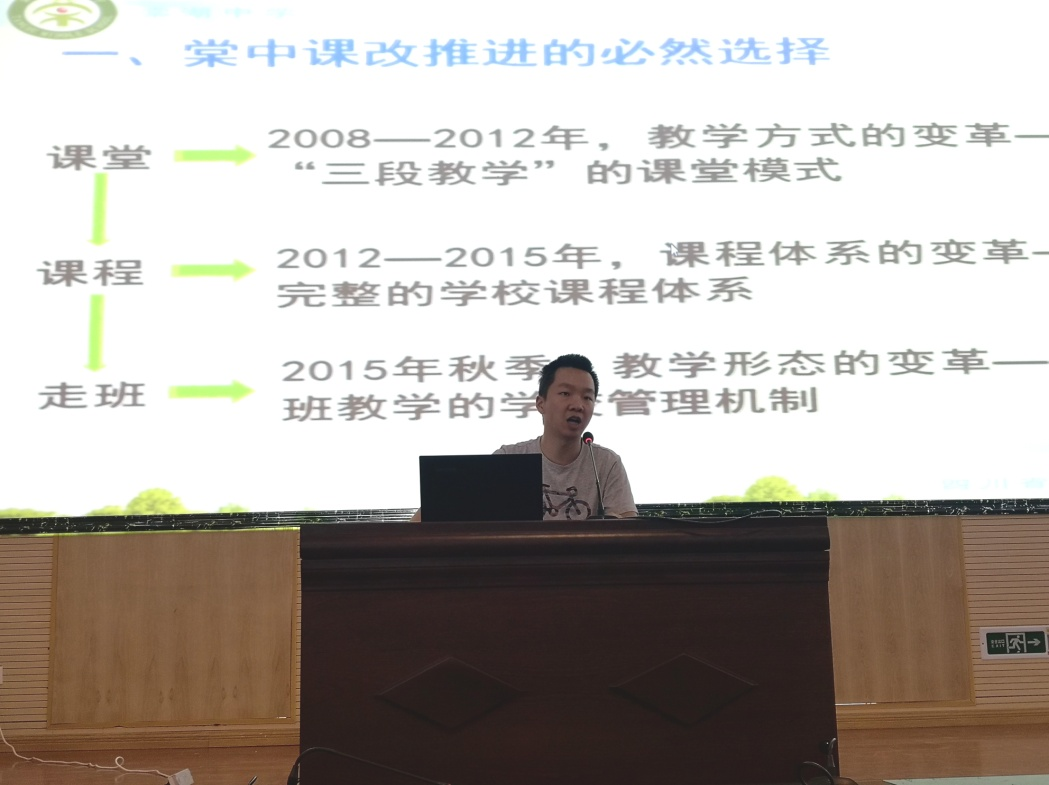 一、棠中课改推进的必然选择
课堂
2008—2012年，教学方式的变革—
“三段教学”的课堂模式
课程
2012—2015年，课程体系的变革—
完整的学校课程体系
走班
2015年秋季 教学形态的变革—
班教学的学 管理机制